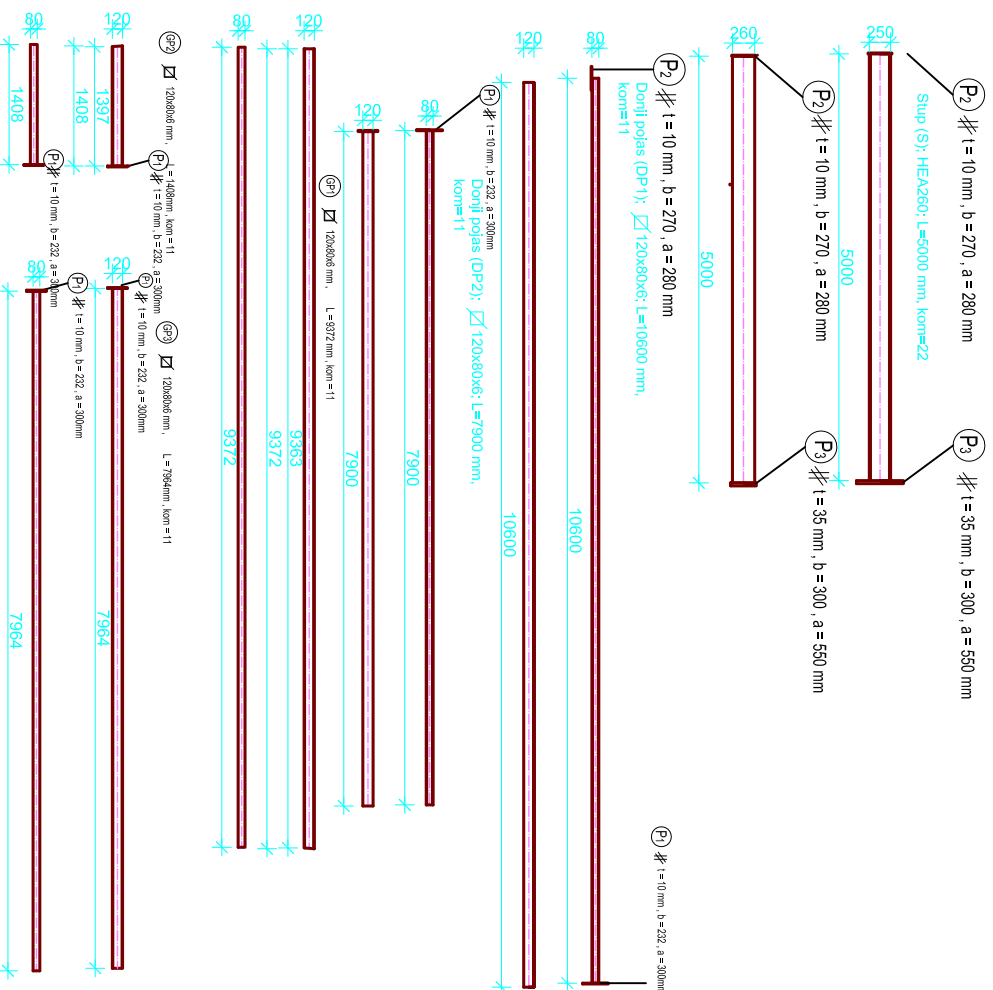 P2 # t = 10 mm , b = 270 , a = 280 mm
P3 # t = 35 mm , b = 300 , a = 550 mm
Stup (S); HEA260; L=5000 mm, kom=22
250
5000
P2 # t = 10 mm , b = 270 , a = 280 mm
P3 # t = 35 mm , b = 300 , a = 550 mm
260
5000
P2 # t = 10 mm , b = 270 , a = 280 mm
P1 # t = 10 mm , b = 232 , a = 300mm
Donji pojas (DP1); 120x80x6; L=10600 mm,
kom=11
80
10600
120
10600
P1 # t = 10 mm , b = 232 , a = 300mm
Donji pojas (DP2); 120x80x6; L=7900 mm,
kom=11
80
7900
120
7900
GP1 120x80x6 mm , L = 9372 mm , kom = 11
120
9363
9372
80
9372
GP2 120x80x6 mm , L = 1408mm , kom = 11
P1 # t = 10 mm , b = 232 , a = 300mm
120
1397
1408
P1 # t = 10 mm , b = 232 , a = 300mm
80
1408
GP3 120x80x6 mm , L = 7964mm , kom = 11
P1 # t = 10 mm , b = 232 , a = 300mm
120
7964
P1 # t = 10 mm , b = 232 , a = 300mm
80
7964